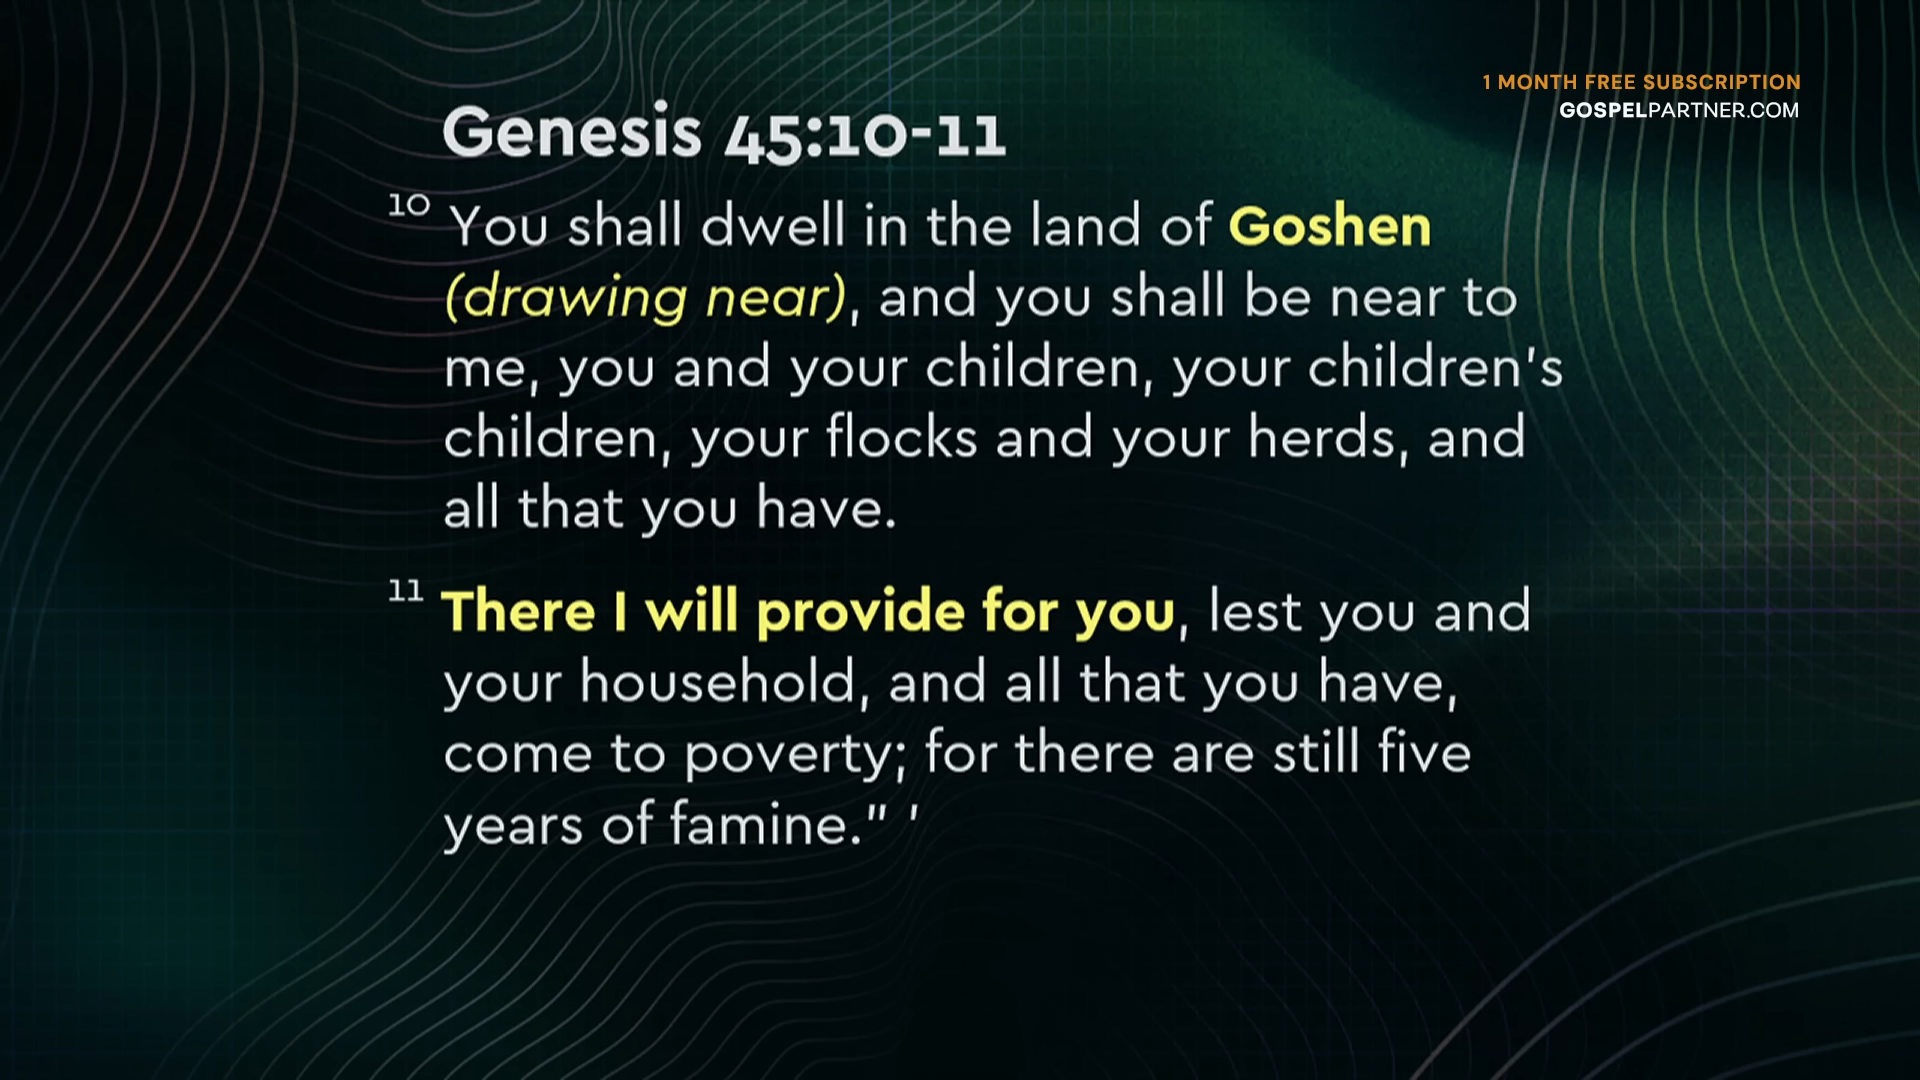 1 MONTH FREE SUBSCRIPTION
GOSPELPARTNER.COM
Genesis 45:10-11
10 You shall dwell in the land of Goshen
(drawing near), and you shall be near to
me, you and your children, your children's
children, your flocks and your herds, and
all that you have.
11 There I will provide for you, lest you and
your household, and all that you have,
come to poverty; for there are still five
years of famine." '